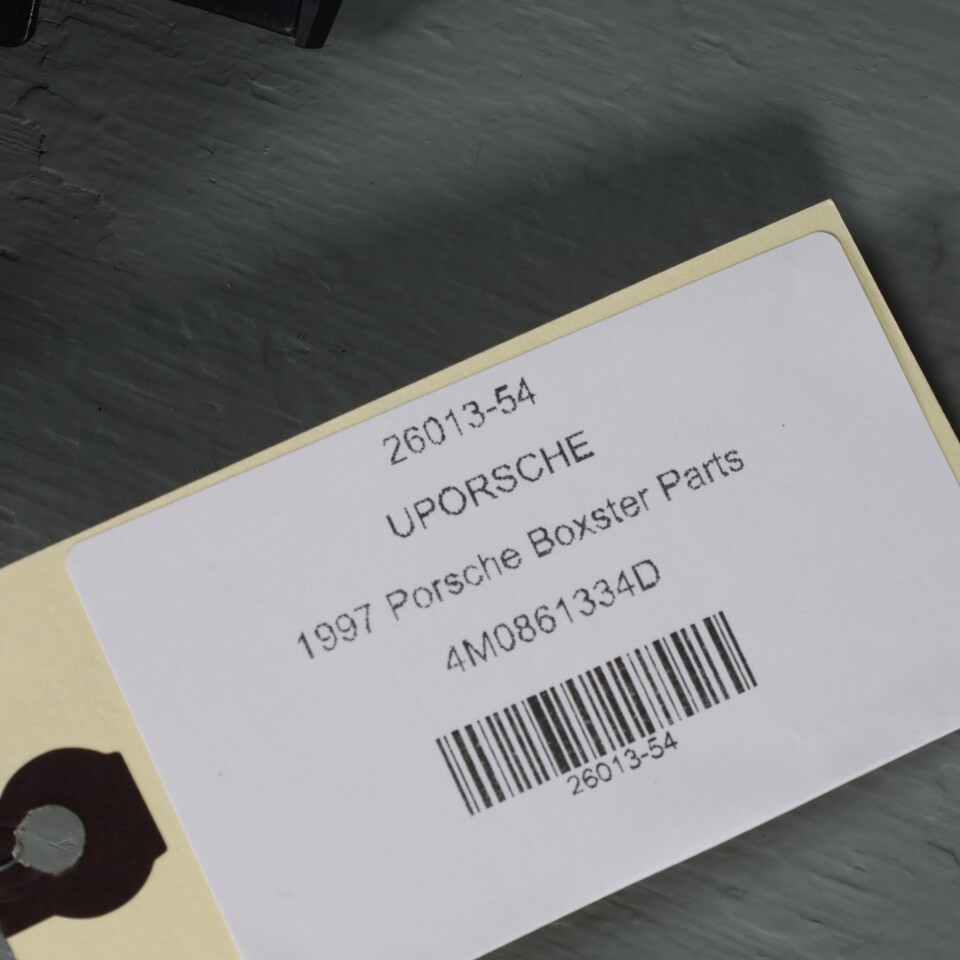 26013-54
UPORSCHE
1997 Porsche Boxster Parts
4M0861334D
26013-54